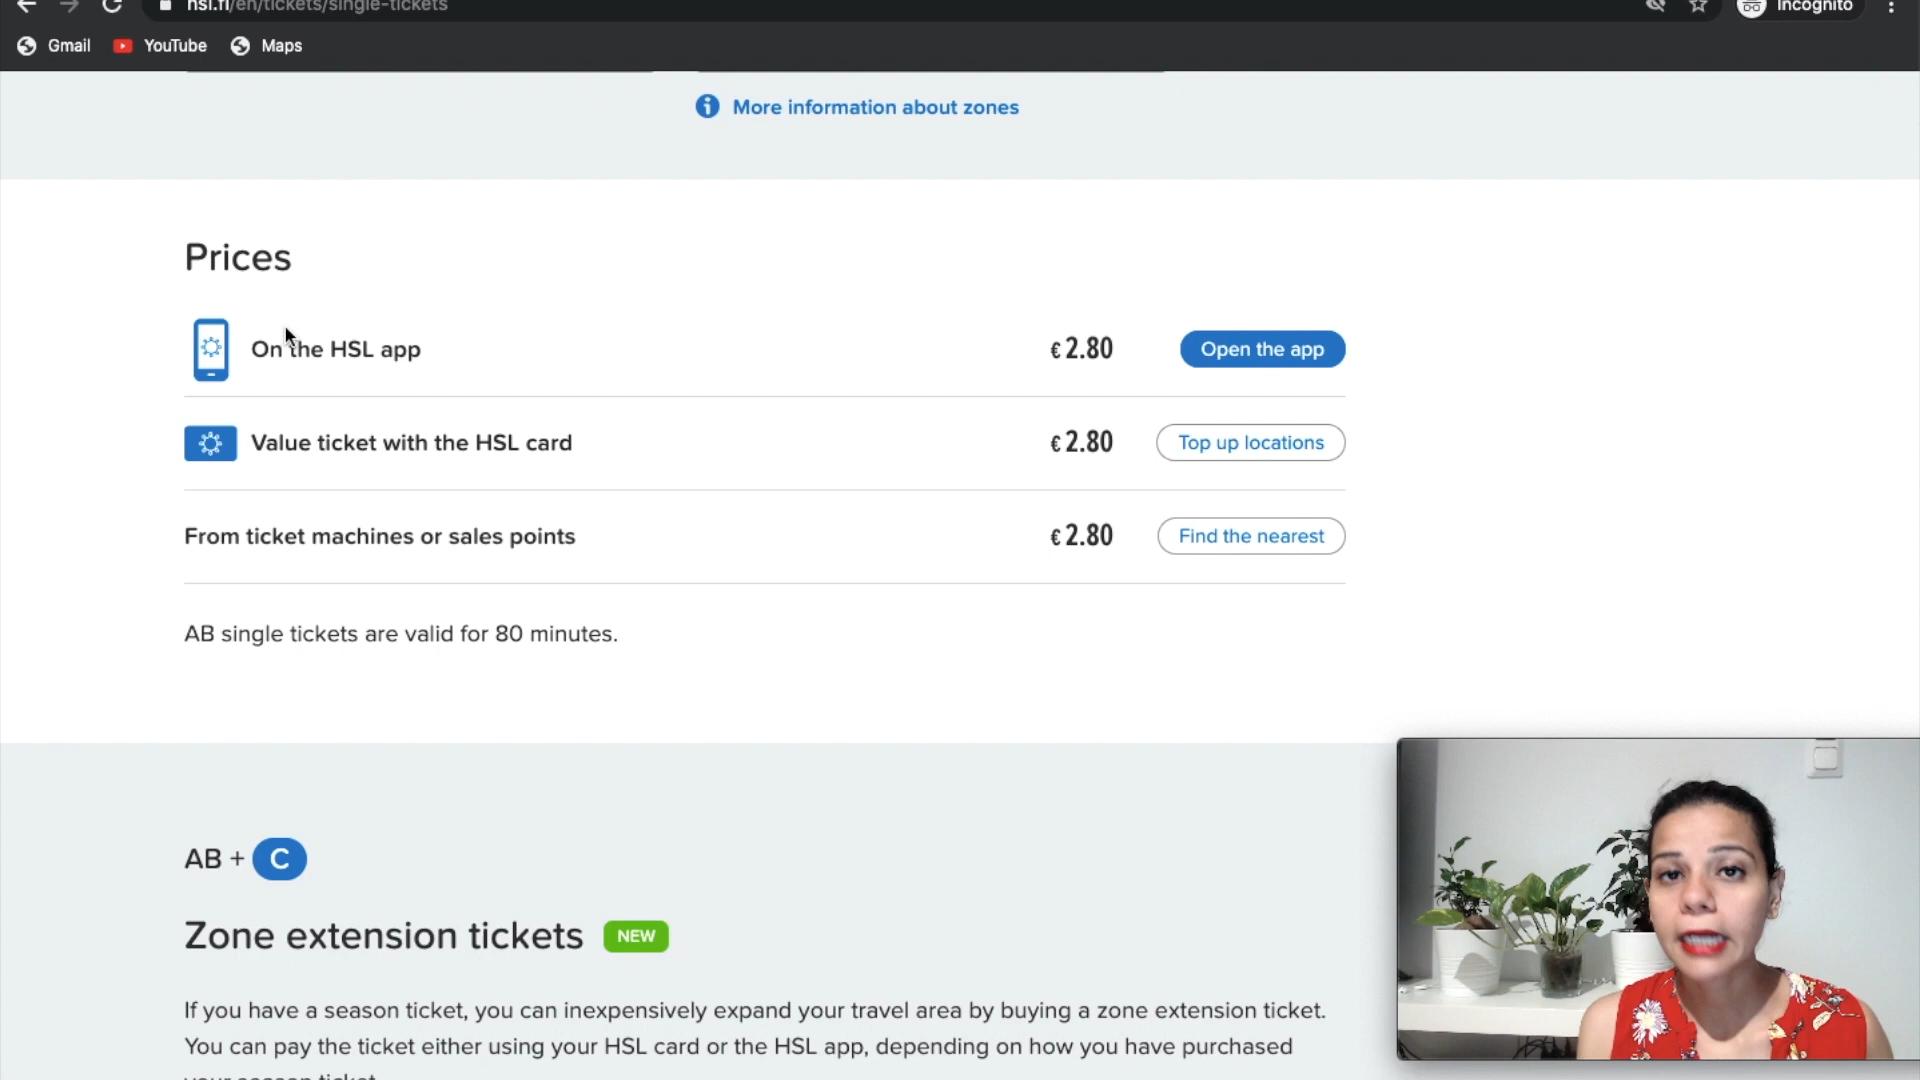 hsl.fi/en/tickets/single-tickets
Incognito
Gmail
YouTube
Maps
More information about zones
Prices
On the HSL app
€ 2.80
Open the app
Value ticket with the HSL card
€ 2.80
Top up locations
From ticket machines or sales points
€ 2.80
Find the nearest
AB single tickets are valid for 80 minutes.
AB + C
Zone extension tickets NEW
If you have a season ticket, you can inexpensively expand your travel area by buying a zone extension ticket.
You can pay the ticket either using your HSL card or the HSL app, depending on how you have purchased
your season ticket.